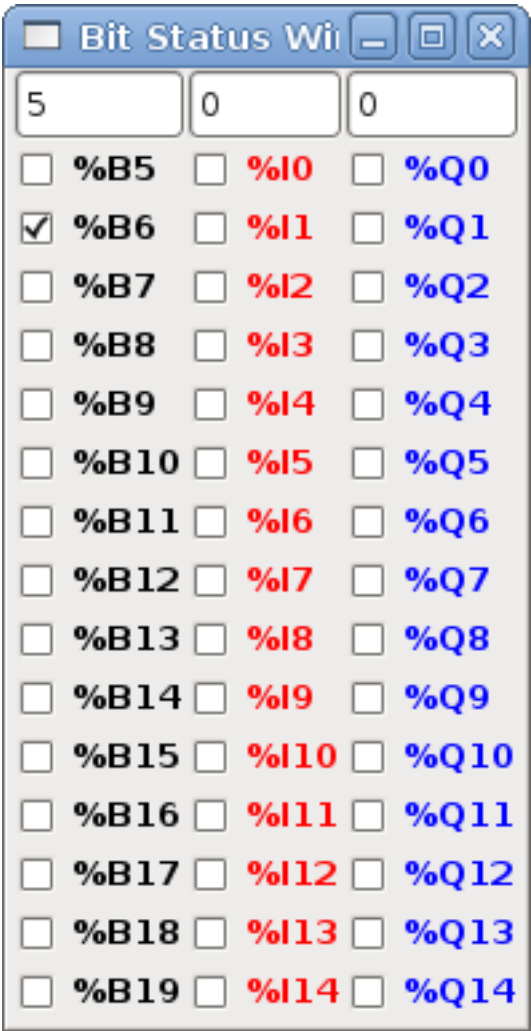 Bit Status Wi
5 0 0
%B5 %I0 %Q0
%B6 %I1 %Q1
%B7 %I2 %Q2
%B8 %I3 %Q3
%B9 %I4 %Q4
%B10 %I5 %Q5
%B11 %I6 %Q6
%B12 %I7 %Q7
%B13 %I8 %Q8
%B14 %I9 %Q9
%B15 %I10 %Q10
%B16 %I11 %Q11
%B17 %I12 %Q12
%B18 %I13 %Q13
%B19 %I14 %Q14